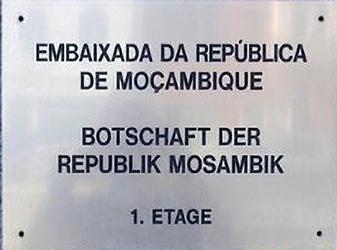 EMBAIXADA DA REPÚBLICA
DE MOÇAMBIQUE
BOTSCHAFT DER
REPUBLIK MOSAMBIK
1. ETAGE